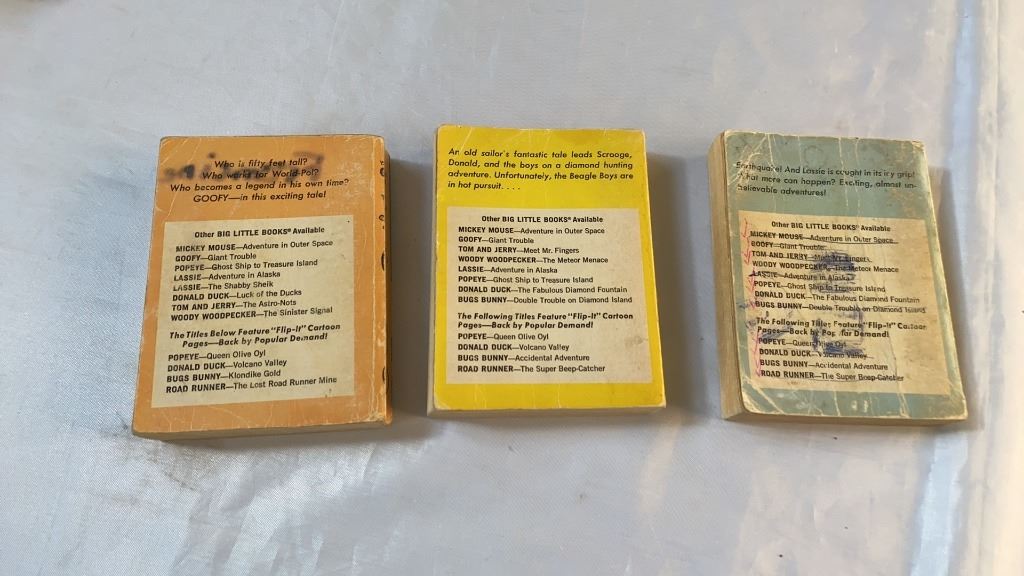 Who is fifty feet tall?
Who works for World-Pol?
Who becomes a legend in his own time?
GOOFY—in this exciting tale!
Other BIG LITTLE BOOKS® Available
MICKEY MOUSE—Adventure in Outer Space
GOOFY—Giant Trouble
POPEYE—Ghost Ship to Treasure Island
LASSIE—Adventure in Alaska
LASSIE—The Shabby Sheik
DONALD DUCK—Luck of the Ducks
TOM AND JERRY—The Astro-Nots
WOODY WOODPECKER—The Sinister Signal
The Titles Below Feature "Flip-It" Cartoon
Pages—Back by Popular Demand!
POPEYE—Queen Olive Oyl
DONALD DUCK—Volcano Valley
BUGS BUNNY—Klondike Gold
ROAD RUNNER—The Lost Road Runner Mine
An old sailor's fantastic tale leads Scrooge,
Donald, and the boys on a diamond hunting
adventure. Unfortunately, the Beagle Boys are
in hot pursuit. . . .
Other BIG LITTLE BOOKS® Available
MICKEY MOUSE—Adventure in Outer Space
GOOFY—Giant Trouble
TOM AND JERRY—Meet Mr. Fingers
WOODY WOODPECKER—The Meteor Menace
LASSIE—Adventure in Alaska
POPEYE—Ghost Ship to Treasure Island
DONALD DUCK—The Fabulous Diamond Fountain
BUGS BUNNY—Double Trouble on Diamond Island
The Following Titles Feature "Flip-It" Cartoon
Pages—Back by Popular Demand!
POPEYE—Queen Olive Oyl
DONALD DUCK—Volcano Valley
BUGS BUNNY—Accidental Adventure
ROAD RUNNER—The Super Beep-Catcher
Earthquake! And Lassie is caught in its icy grip!
What more can happen? Exciting, almost un-
believable adventures!
Other BIG LITTLE BOOKS® Available
MICKEY MOUSE—Adventure in Outer Space
GOOFY—Giant Trouble
TOM AND JERRY—Meet Mr. Fingers
WOODY WOODPECKER—The Meteor Menace
LASSIE—Adventure in Alaska
POPEYE—Ghost Ship to Treasure Island
DONALD DUCK—The Fabulous Diamond Fountain
BUGS BUNNY—Double Trouble on Diamond Island
The Following Titles Feature "Flip-It" Cartoon
Pages—Back by Popular Demand!
POPEYE—Queen Olive Oyl
DONALD DUCK—Volcano Valley
BUGS BUNNY—Accidental Adventure
ROAD RUNNER—The Super Beep-Catcher